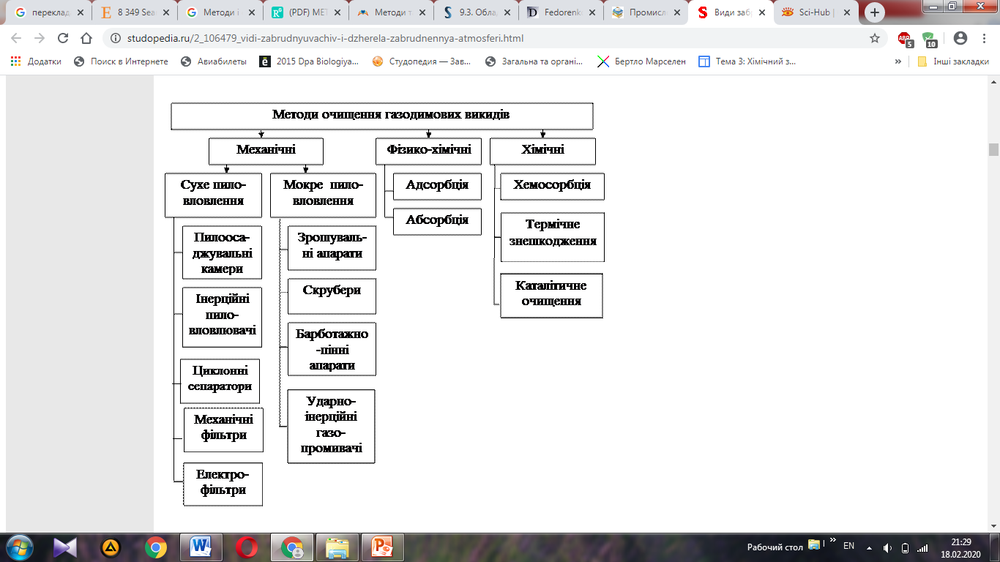 переклад
8 349 Sea
Методи і
(PDF) MET
Методи т
9.3. Обла
Fedorenk
Промисл
Види забр
Sci-Hub |
studopedia.ru/2_106479_vidi-zabrudnyuvachiv-i-dzherela-zabrudnennya-atmosferi.html
ABP
5
10
Додатки
Поиск в Интернете
Авиабилеты
2015 Dpa Biologiya...
Студопедия — Зав...
Загальна та органі...
Бертло Марселен
Тема 3: Хімічний з...
»
Інші закладки
Методи очищення газодимових викидів
Механічні
Фізико-хімічні
Хімічні
Сухе пило-
вловлення
Мокре пило-
вловлення
Адсорбція
Абсорбція
Хемосорбція
Термічне
знешкодження
Каталітичне
очищення
Пилооса-
джувальні
камери
Інерційні
пило-
вловлювачі
Циклонні
сепаратори
Механічні
фільтри
Електро-
фільтри
Зрошуваль-
ні апарати
Скрубери
Барботажно
-пінні
апарати
Ударно-
інерційні
газо-
промивачі
Рабочий стол
»
EN
21:29
18.02.2020